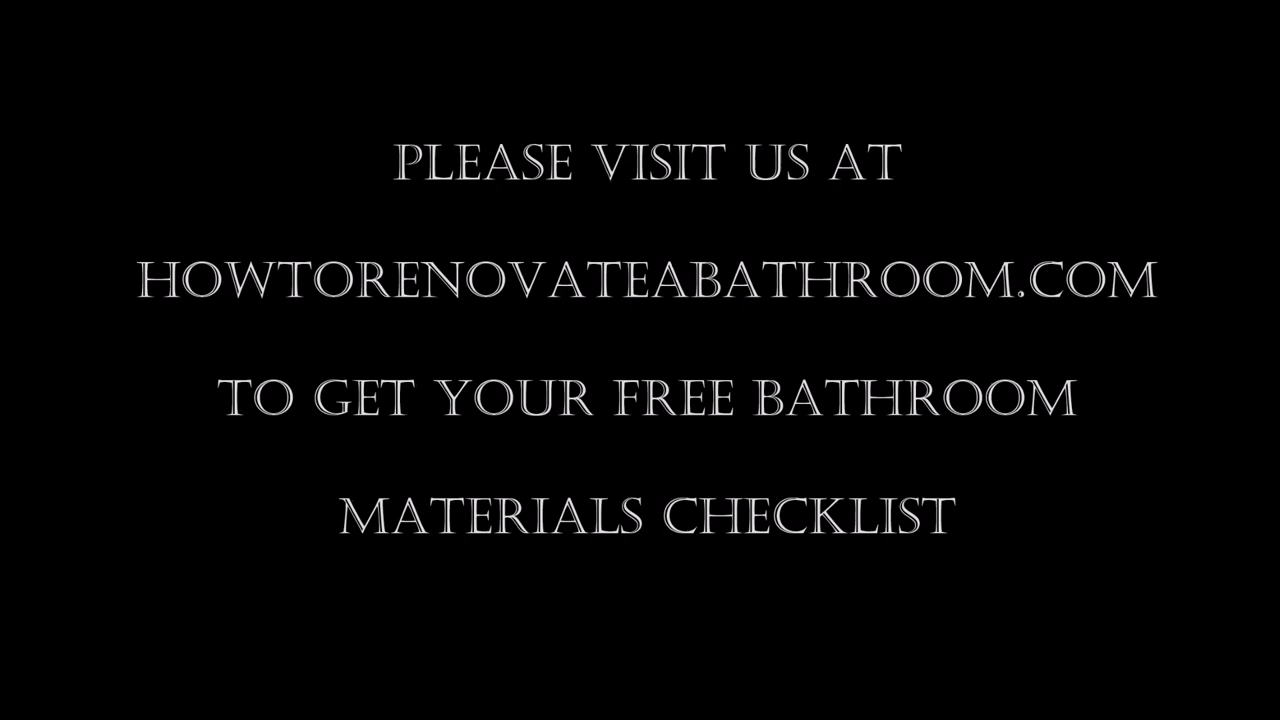 PLEASE VISIT US AT
HOWTORENOVATEABATHROOM.COM
TO GET YOUR FREE BATHROOM
MATERIALS CHECKLIST